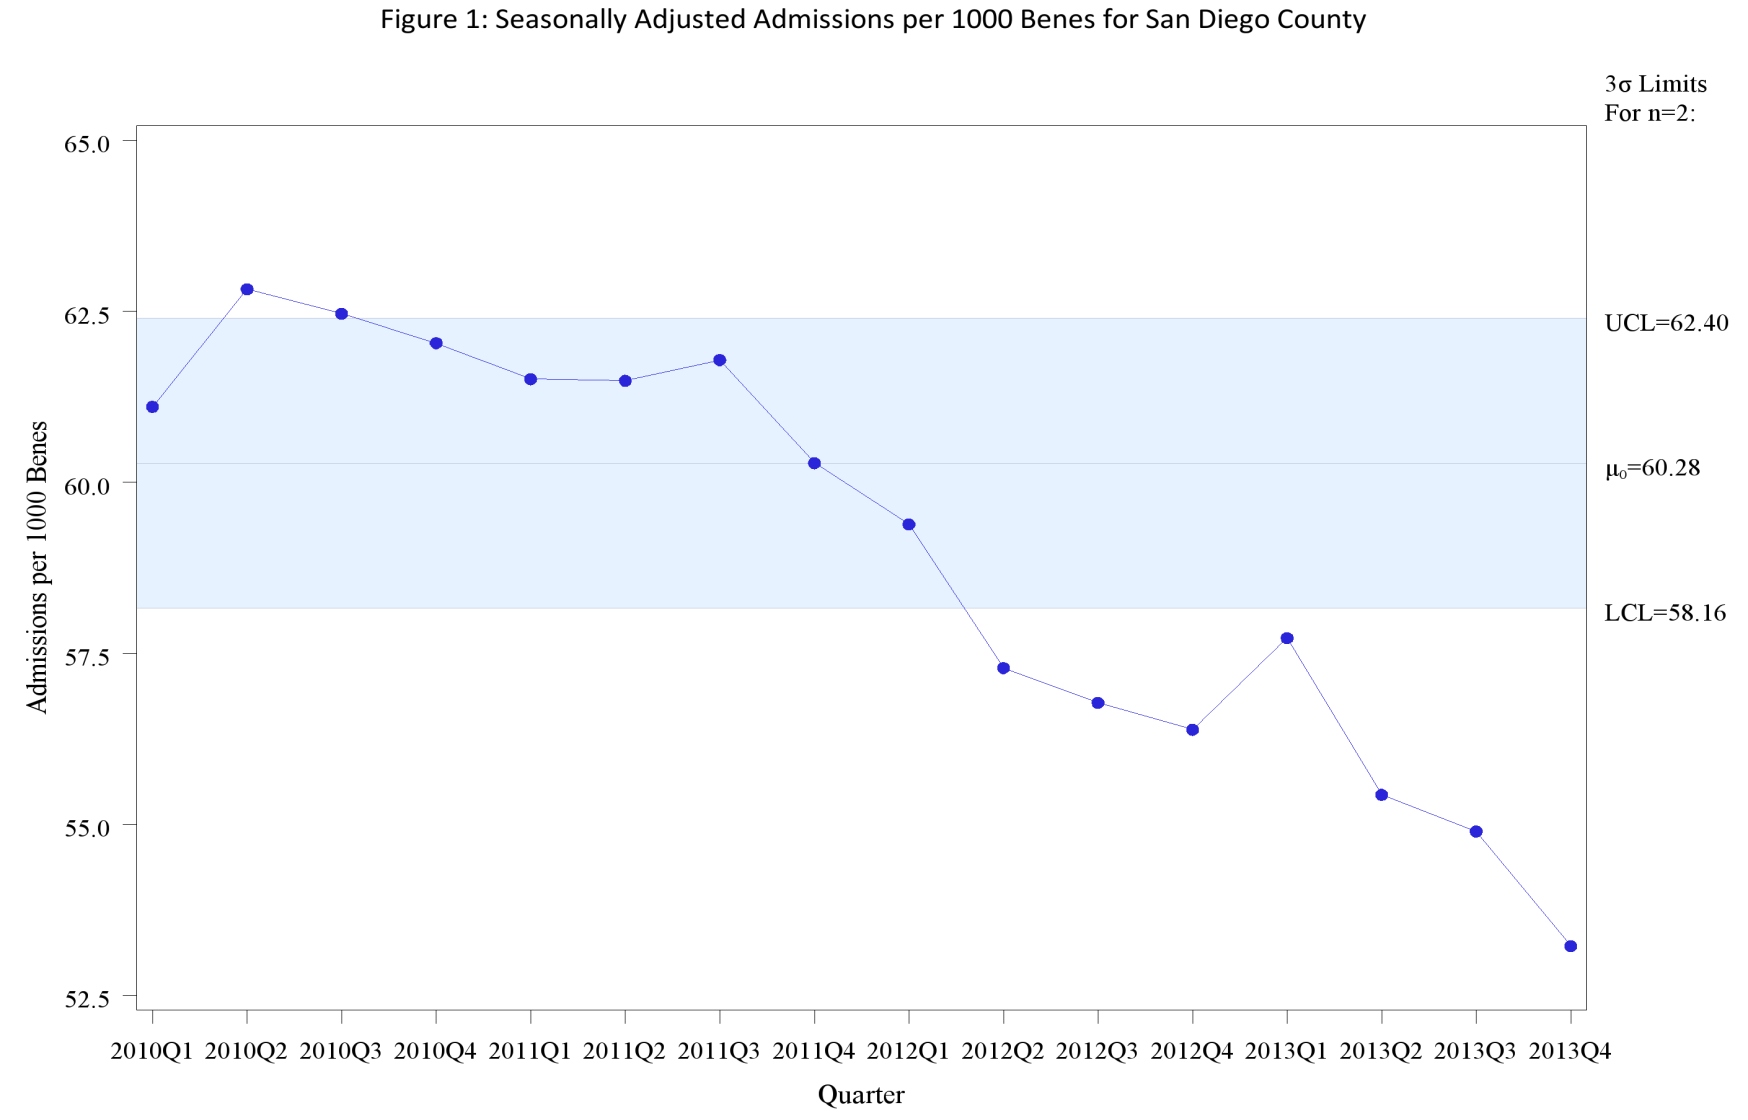 Figure 1: Seasonally Adjusted Admissions per 1000 Benes for San Diego County
3σ Limits
For n=2:
65.0
62.5
60.0
57.5
55.0
52.5
Admissions per 1000 Benes
UCL=62.40
μ₀=60.28
LCL=58.16
2010Q1 2010Q2 2010Q3 2010Q4 2011Q1 2011Q2 2011Q3 2011Q4 2012Q1 2012Q2 2012Q3 2012Q4 2013Q1 2013Q2 2013Q3 2013Q4
Quarter